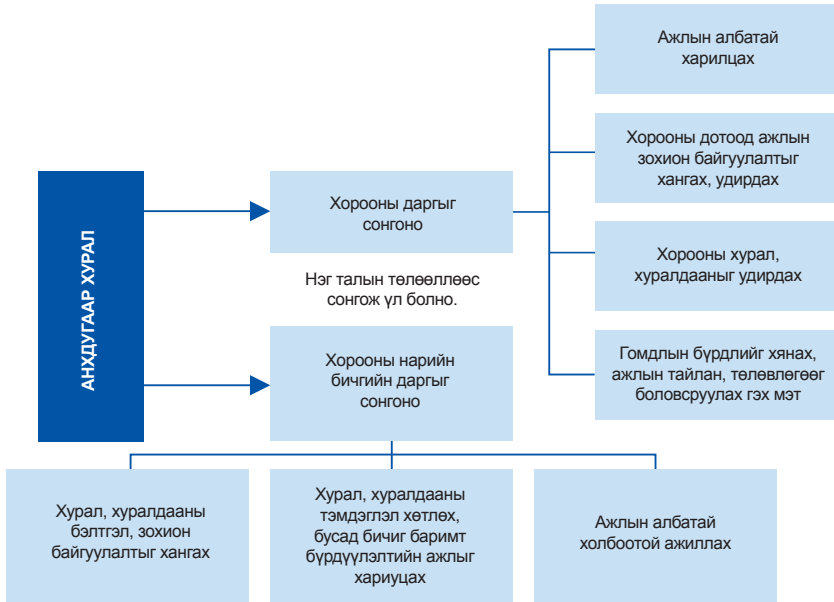 АНХДУГААР ХУРАЛ
Хорооны даргыг
сонгоно
Нэг талын төлөөллөөс
сонгож үл болно.
Хорооны нарийн
бичгийн даргыг
сонгоно
Ажлын албатай
харилцах
Хорооны дотоод ажлын
зохион байгуулалтыг
хангах, удирдах
Хорооны хурал,
хуралдааныг удирдах
Гомдлын бүрдлийг хянах,
ажлын тайлан, төлөвлөгөөг
боловсруулах гэх мэт
Хурал, хуралдааны
бэлтгэл, зохион
байгуулалтыг хангах
Хурал, хуралдааны
тэмдэглэл хөтлөх,
бусад бичиг баримт
бүрдүүлэлтийн ажлыг
хариуцах
Ажлын албатай
холбоотой ажиллах